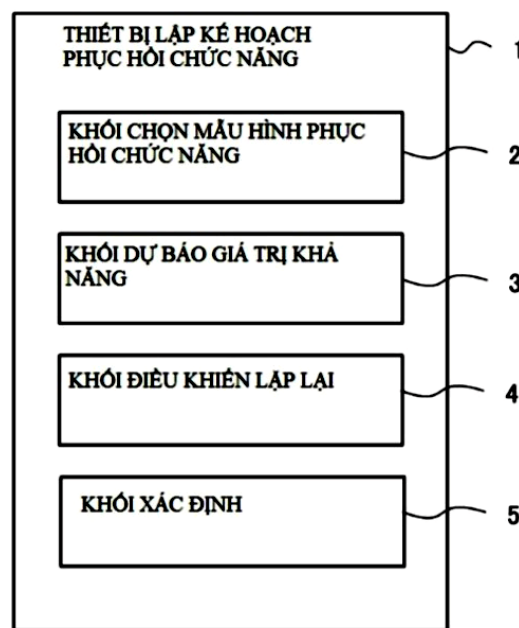 THIẾT BỊ LẬP KẾ HOẠCH
PHỤC HỒI CHỨC NĂNG
1
KHỐI CHỌN MẪU HÌNH PHỤC
HỒI CHỨC NĂNG
2
KHỐI DỰ BÁO GIÁ TRỊ KHẢ
NĂNG
3
KHỐI ĐIỀU KHIỂN LẶP LẠI
4
KHỐI XÁC ĐỊNH
5